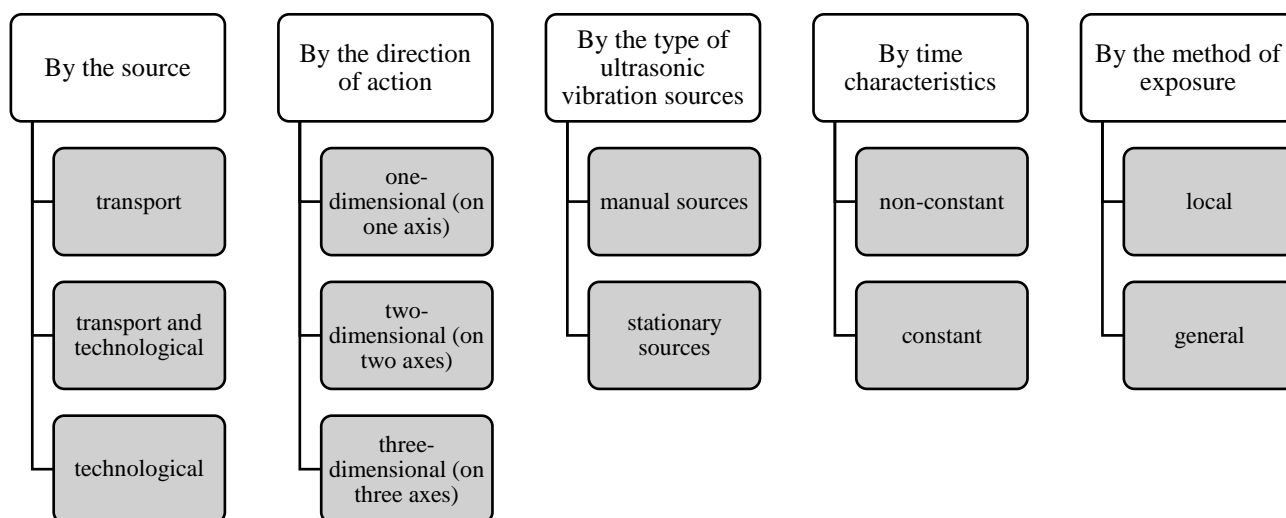 By the source
transport
transport and
technological
technological
By the direction
of action
one-
dimensional (on
one axis)
two-
dimensional (on
two axes)
three-
dimensional (on
three axes)
By the type of
ultrasonic
vibration sources
manual sources
stationary
sources
By time
characteristics
non-constant
constant
By the method of
exposure
local
general